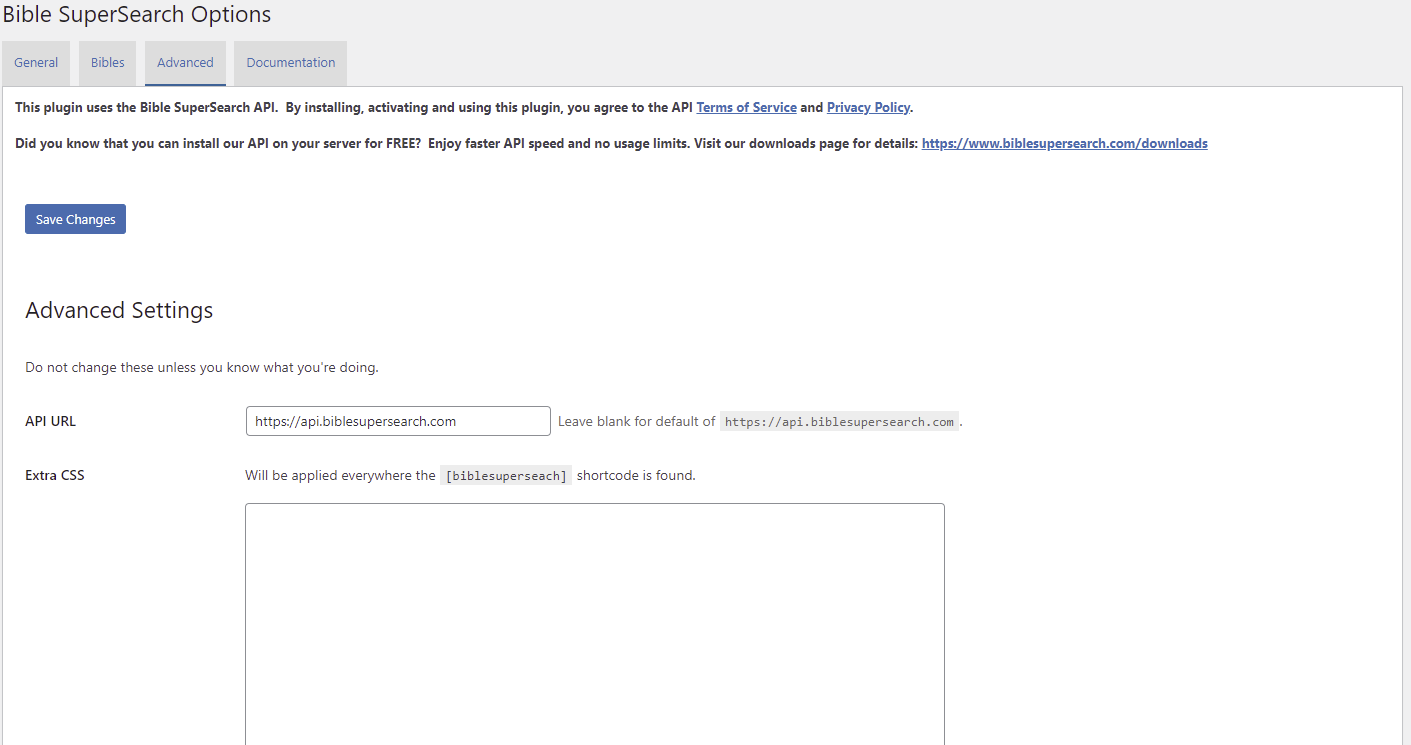 Bible SuperSearch Options
General Bibles Advanced Documentation
This plugin uses the Bible SuperSearch API.  By installing, activating and using this plugin, you agree to the API Terms of Service and Privacy Policy.
Did you know that you can install our API on your server for FREE?  Enjoy faster API speed and no usage limits. Visit our downloads page for details: https://www.biblesupersearch.com/downloads
Save Changes
Advanced Settings
Do not change these unless you know what you're doing.
API URL https://api.biblesupersearch.com Leave blank for default of https://api.biblesupersearch.com .
Extra CSS Will be applied everywhere the [biblesuperseach] shortcode is found.